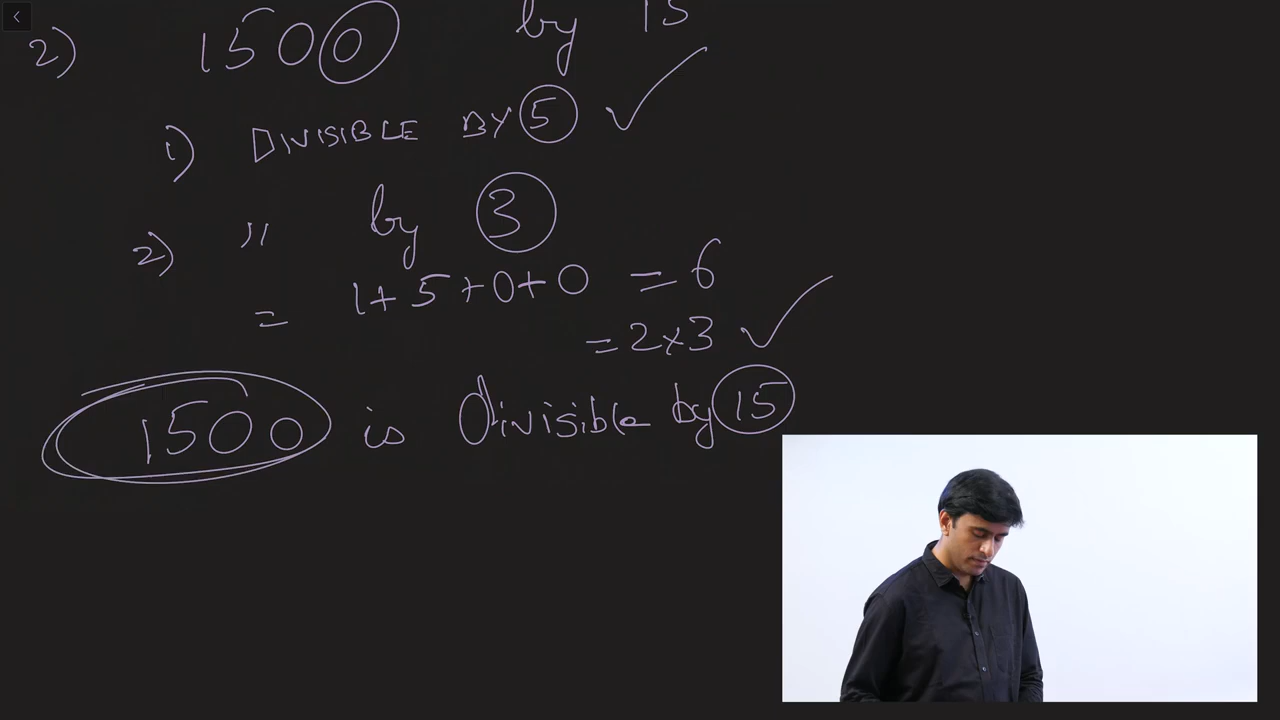 2) 1500 by 15
1) DIVISIBLE BY 5 ✓
2) " by 3
= 1+5+0+0 = 6
= 2×3 ✓
1500 is Divisible by 15